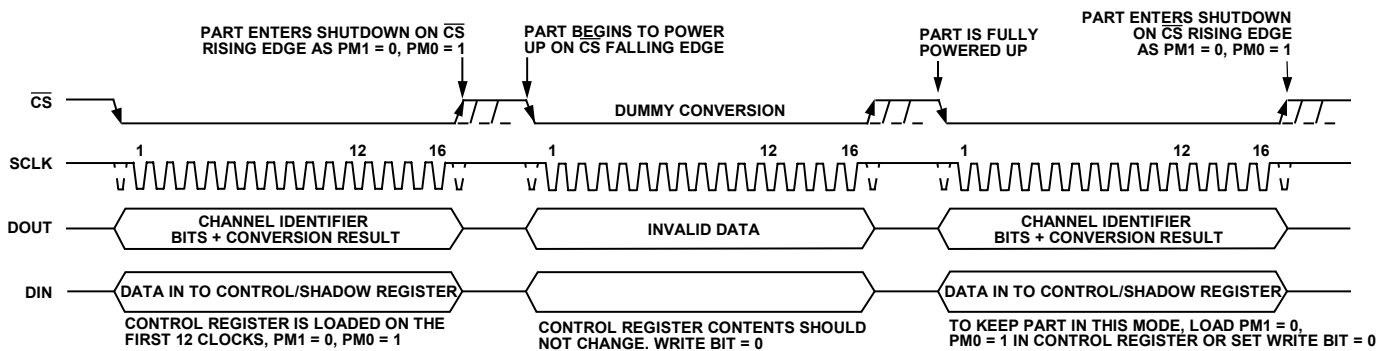 PART ENTERS SHUTDOWN ON CS
RISING EDGE AS PM1 = 0, PM0 = 1
PART BEGINS TO POWER
UP ON CS FALLING EDGE
PART IS FULLY
POWERED UP
PART ENTERS SHUTDOWN
ON CS RISING EDGE
AS PM1 = 0, PM0 = 1
CS
DUMMY CONVERSION
SCLK
1 12 16
1 12 16
1 12 16
DOUT
CHANNEL IDENTIFIER
BITS + CONVERSION RESULT
INVALID DATA
CHANNEL IDENTIFIER
BITS + CONVERSION RESULT
DIN
DATA IN TO CONTROL/SHADOW REGISTER
DATA IN TO CONTROL/SHADOW REGISTER
CONTROL REGISTER IS LOADED ON THE
FIRST 12 CLOCKS, PM1 = 0, PM0 = 1
CONTROL REGISTER CONTENTS SHOULD
NOT CHANGE, WRITE BIT = 0
TO KEEP PART IN THIS MODE, LOAD PM1 = 0,
PM0 = 1 IN CONTROL REGISTER OR SET WRITE BIT = 0